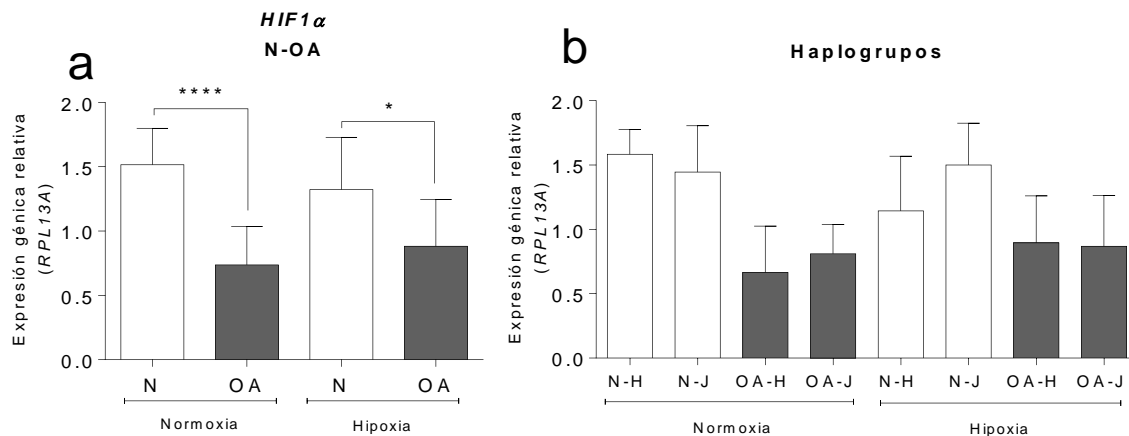 HIF1α
N-OA
a
****
*
Expresión génica relativa
(RPL13A)
2.0
1.5
1.0
0.5
0.0
N
OA
N
OA
Normoxia
Hipoxia
b
Haplogrupos
Expresión génica relativa
(RPL13A)
2.0
1.5
1.0
0.5
0.0
N-H
N-J
OA-H
OA-J
N-H
N-J
OA-H
OA-J
Normoxia
Hipoxia